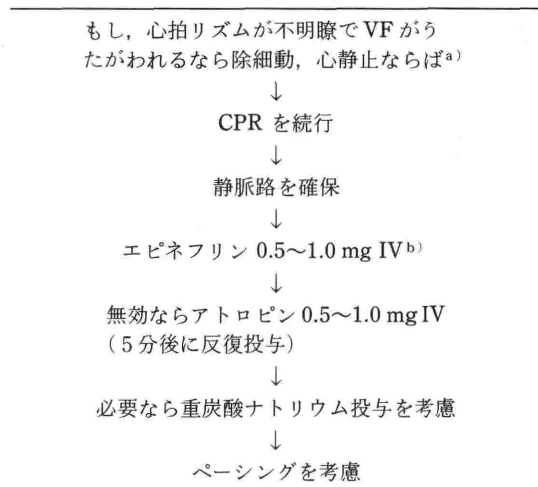 もし，心拍リズムが不明瞭で VF がう
たがわれるなら除細動，心静止ならばa)
↓
CPR を続行
↓
静脈路を確保
↓
エピネフリン 0.5〜1.0 mg IVb)
↓
無効ならアトロピン 0.5〜1.0 mg IV
（5 分後に反復投与）
↓
必要なら重炭酸ナトリウム投与を考慮
↓
ペーシングを考慮